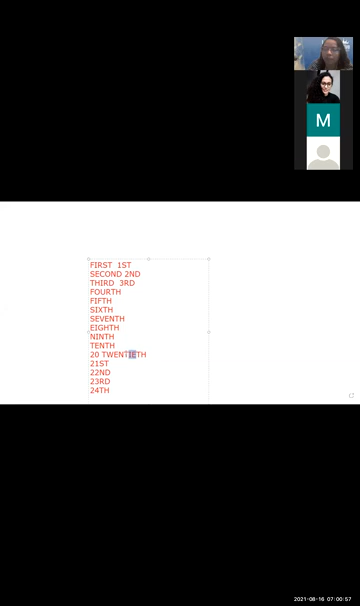 M
FIRST 1ST
SECOND 2ND
THIRD 3RD
FOURTH
FIFTH
SIXTH
SEVENTH
EIGHTH
NINTH
TENTH
20 TWENTIETH
21ST
22ND
23RD
24TH
2021-06-16 07:00:57